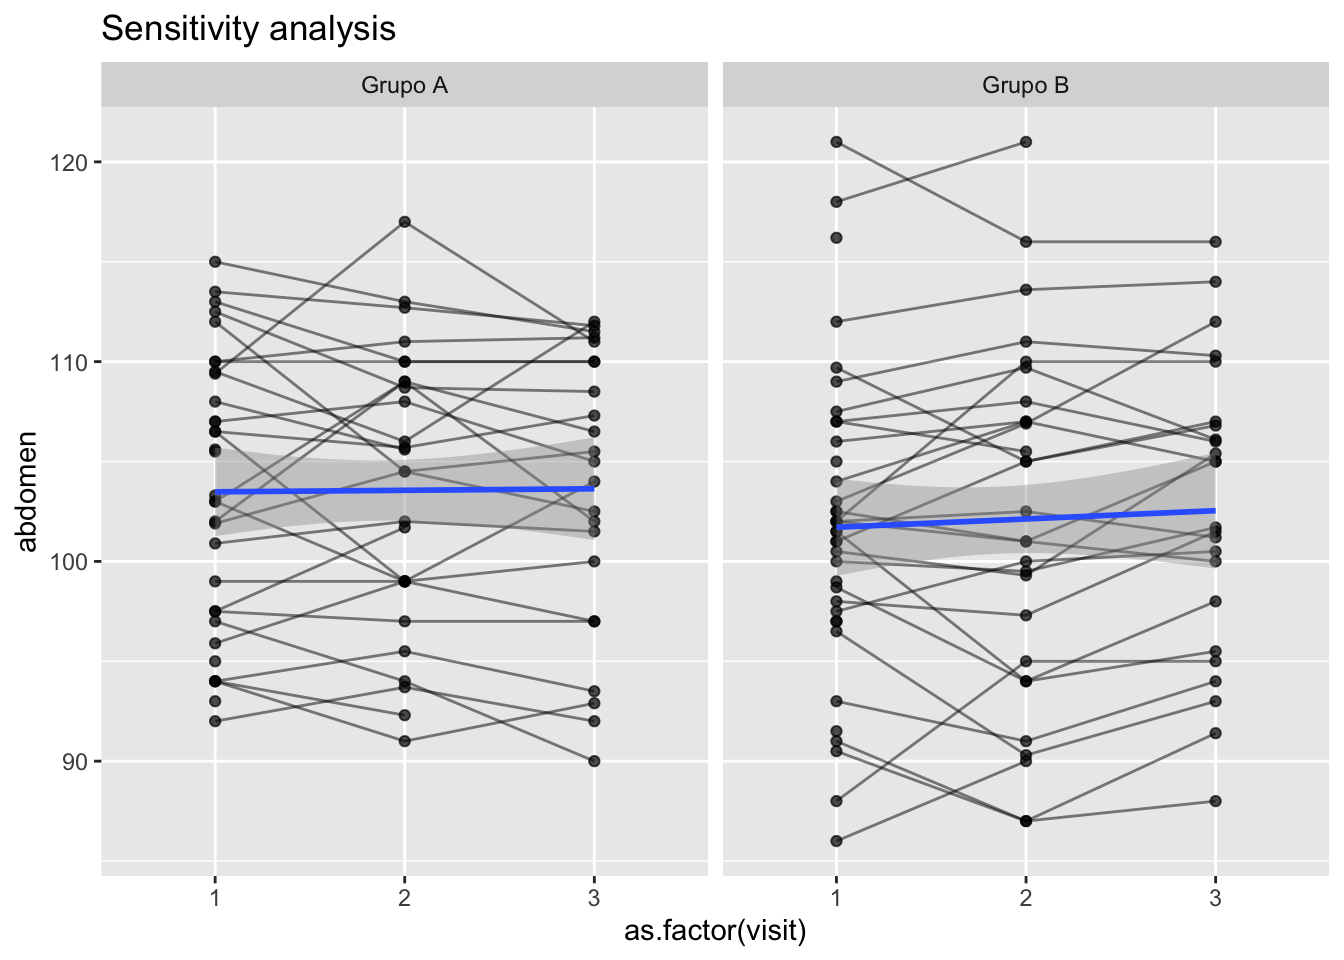 Sensitivity analysis
Grupo A
Grupo B
120
110
100
90
abdomen
1
2
3
1
2
3
as.factor(visit)